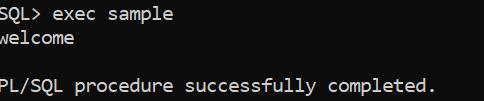 SQL> exec sample
welcome
PL/SQL procedure successfully completed.